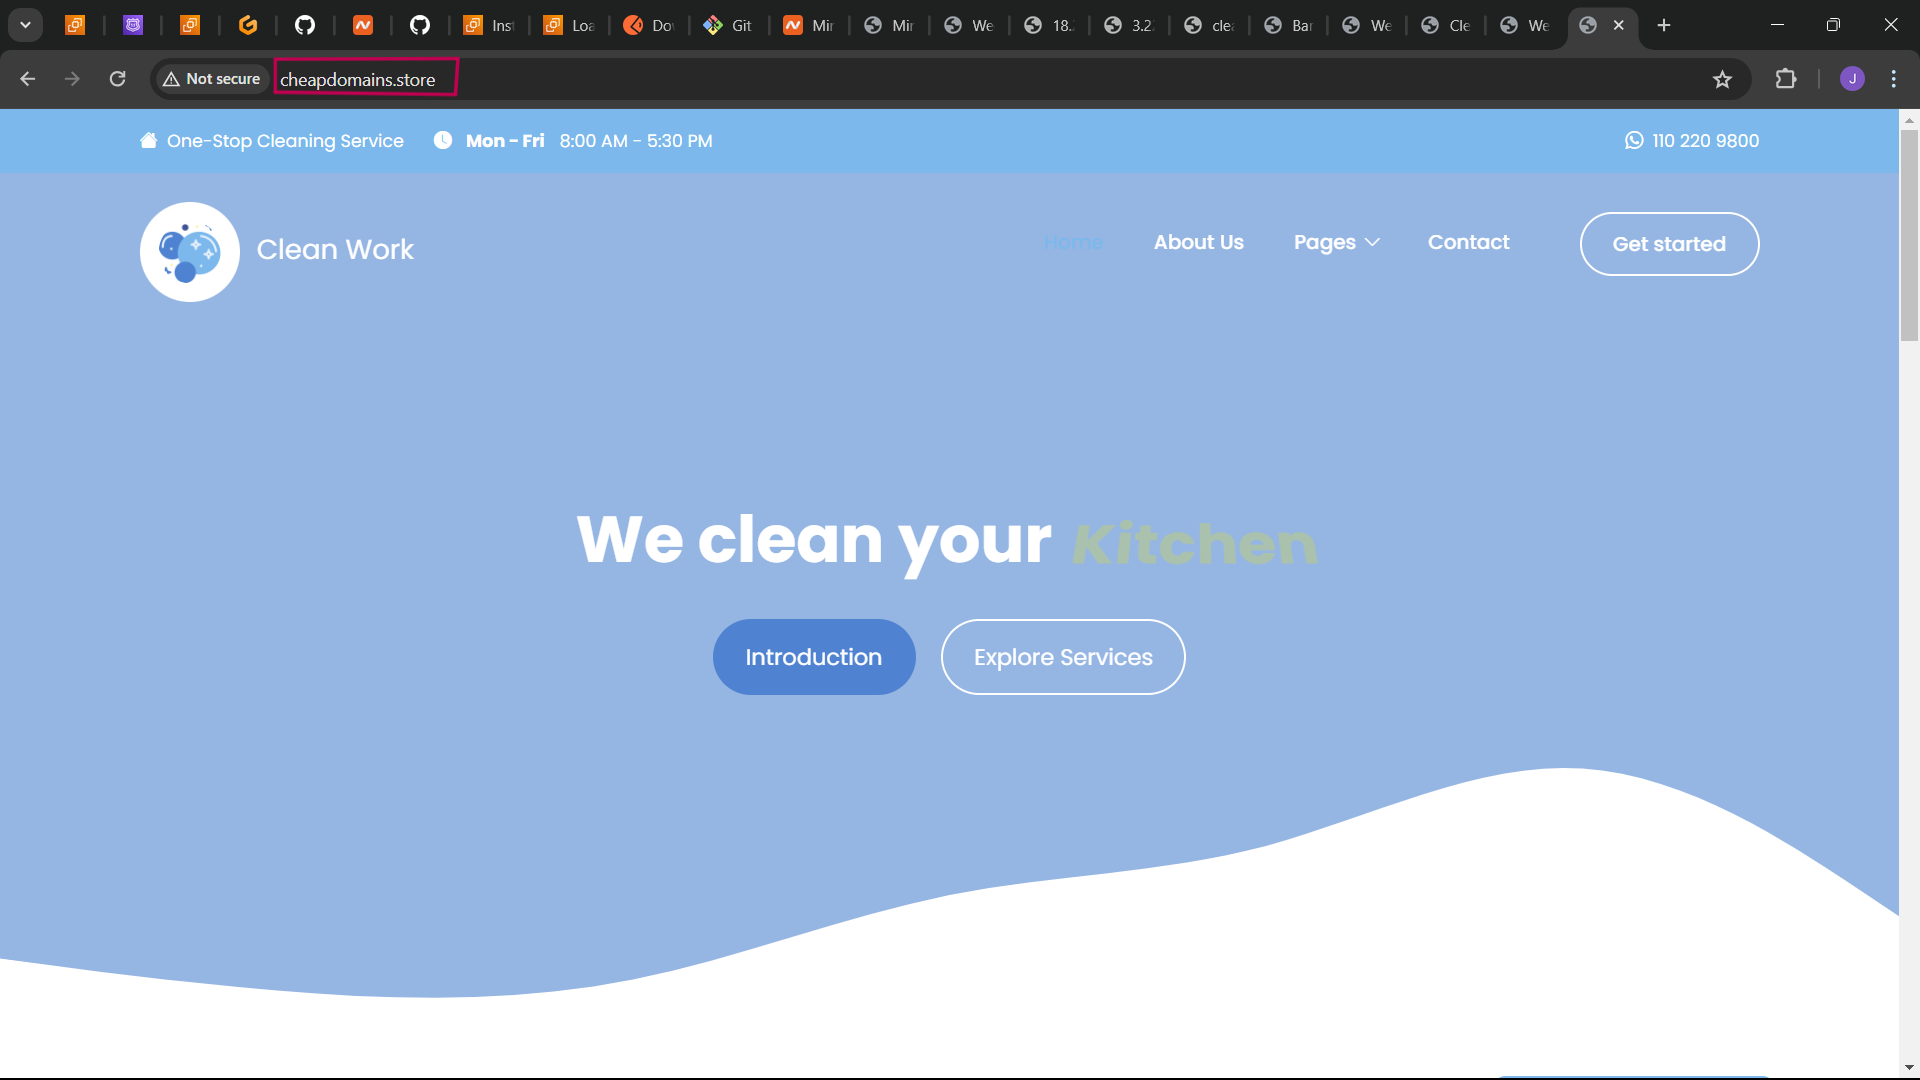 Ins
Loa
Do
Git
Mir
Mir
We
18.
3.2
clea
Bar
We
Cle
We
Not secure
cheapdomains.store
J
One-Stop Cleaning Service
Mon - Fri 8:00 AM - 5:30 PM
110 220 9800
Clean Work
Home
About Us
Pages
Contact
Get started
We clean your Kitchen
Introduction
Explore Services